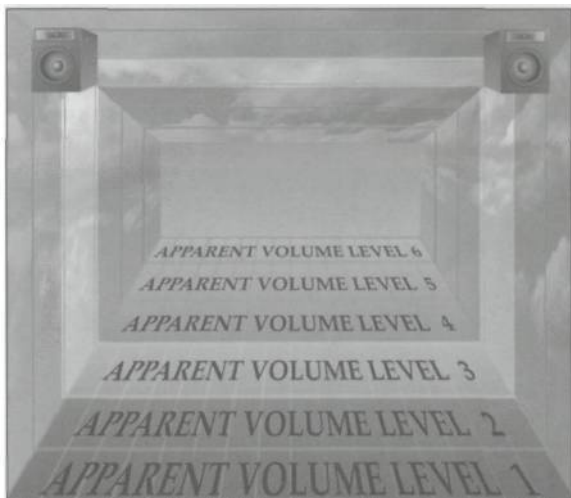 APPARENT VOLUME LEVEL 6
APPARENT VOLUME LEVEL 5
APPARENT VOLUME LEVEL 4
APPARENT VOLUME LEVEL 3
APPARENT VOLUME LEVEL 2
APPARENT VOLUME LEVEL 1